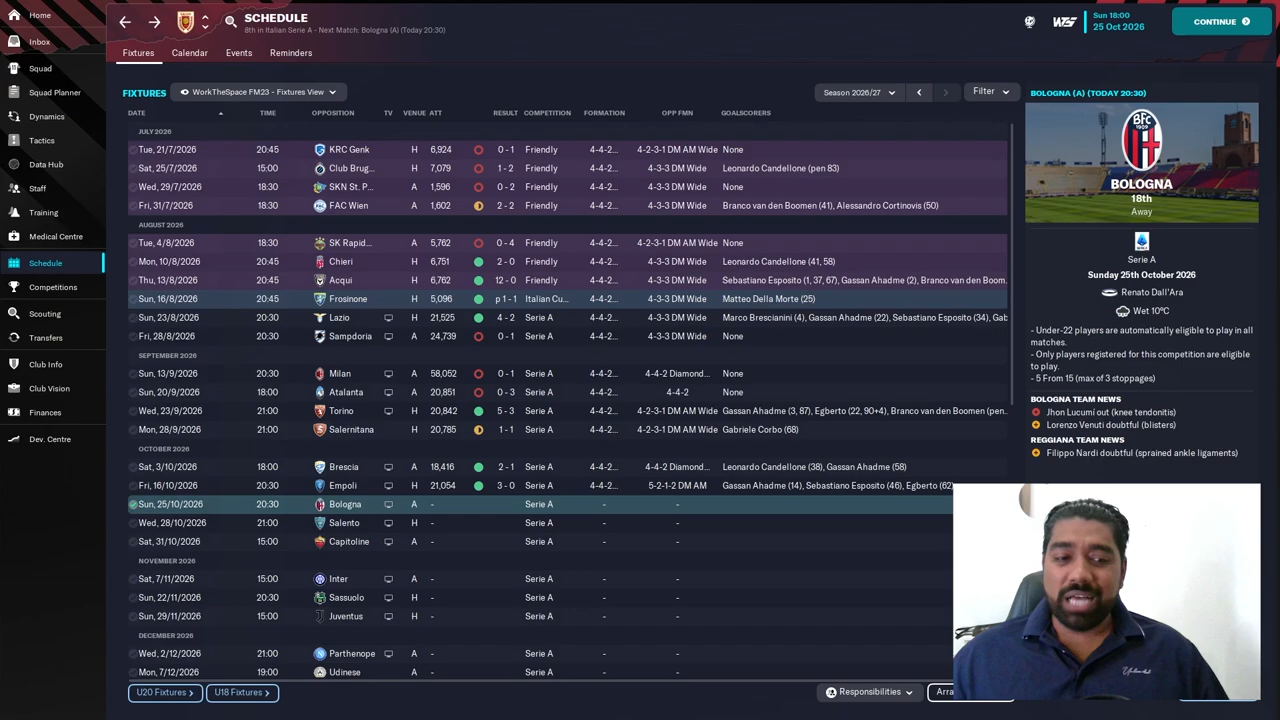 Home
SCHEDULE
8th in Italian Serie A - Next Match: Bologna (A) (Today 20:30)
Sun 18:00
25 Oct 2026
CONTINUE
Inbox
Squad
Squad Planner
Dynamics
Tactics
Data Hub
Staff
Training
Medical Centre
Schedule
Competitions
Scouting
Transfers
Club Info
Club Vision
Finances
Dev. Centre
Fixtures Calendar Events Reminders
FIXTURES WorkTheSpace FM23 - Fixtures View Season 2026/27 Filter
DATE TIME OPPOSITION TV VENUE ATT RESULT COMPETITION FORMATION OPP FMN GOALSCORERS
JULY 2026
Tue, 21/7/2026 20:45 KRC Genk H 6,924 0 - 1 Friendly 4-4-2... 4-2-3-1 DM AM Wide None
Sat, 25/7/2026 15:00 Club Brug... H 7,079 1 - 2 Friendly 4-4-2... 4-3-3 DM Wide Leonardo Candellone (pen 83)
Wed, 29/7/2026 18:30 SKN St. P... A 1,596 0 - 2 Friendly 4-4-2... 4-3-3 DM Wide None
Fri, 31/7/2026 18:30 FAC Wien A 1,602 2 - 2 Friendly 4-4-2... 4-3-3 DM Wide Branco van den Boomen (41), Alessandro Cortinovis (50)
AUGUST 2026
Tue, 4/8/2026 18:30 SK Rapid... A 5,762 0 - 4 Friendly 4-4-2... 4-2-3-1 DM AM Wide None
Mon, 10/8/2026 20:45 Chieri H 6,751 2 - 0 Friendly 4-4-2... 4-3-3 DM Wide Leonardo Candellone (41, 58)
Thu, 13/8/2026 20:45 Acqui H 6,762 12 - 0 Friendly 4-4-2... 4-3-3 DM Wide Sebastiano Esposito (1, 37, 67), Gassan Ahadme (2), Branco van den Boom...
Sun, 16/8/2026 20:45 Frosinone H 5,096 p 1 - 1 Italian Cu... 4-4-2... 4-3-3 DM Wide Matteo Della Morte (25)
Sun, 23/8/2026 20:30 Lazio H 21,525 4 - 2 Serie A 4-4-2... 4-3-3 DM Wide Marco Brescianini (4), Gassan Ahadme (22), Sebastiano Esposito (34), Gab
Fri, 28/8/2026 20:30 Sampdoria A 24,739 0 - 1 Serie A 4-4-2... 4-3-3 DM Wide None
SEPTEMBER 2026
Sun, 13/9/2026 20:30 Milan A 58,052 0 - 1 Serie A 4-4-2... 4-4-2 Diamond... None
Sun, 20/9/2026 18:00 Atalanta A 20,851 0 - 3 Serie A 4-4-2... 4-4-2 None
Wed, 23/9/2026 21:00 Torino H 20,842 5 - 3 Serie A 4-4-2... 4-2-3-1 DM AM Wide Gassan Ahadme (3, 87), Egberto (22, 90+4), Branco van den Boomen (pen...
Mon, 28/9/2026 21:00 Salernitana H 20,785 1 - 1 Serie A 4-4-2... 4-2-3-1 DM AM Wide Gabriele Corbo (68)
OCTOBER 2026
Sat, 3/10/2026 18:00 Brescia A 18,416 2 - 1 Serie A 4-4-2... 4-4-2 Diamond... Leonardo Candellone (38), Gassan Ahadme (58)
Fri, 16/10/2026 20:45 Empoli H 21,054 3 - 0 Serie A 4-4-2... 5-2-1-2 DM AM Gassan Ahadme (14), Sebastiano Esposito (46), Egberto (62)
Sun, 25/10/2026 20:30 Bologna A - Serie A - -
Wed, 28/10/2026 21:00 Salento H - Serie A - -
Sat, 31/10/2026 15:00 Capitoline A - Serie A - -
NOVEMBER 2026
Sat, 7/11/2026 15:00 Inter A - Serie A - -
Sun, 22/11/2026 20:30 Sassuolo H - Serie A - -
Sun, 29/11/2026 15:00 Juventus H - Serie A - -
DECEMBER 2026
Wed, 2/12/2026 21:00 Parthenope A - Serie A - -
Mon, 7/12/2026 19:00 Udinese A - Serie A - -
U20 Fixtures U18 Fixtures Responsibilities Arra
BOLOGNA (A) (TODAY 20:30)
BFC
1909
BOLOGNA
18th
Away
Serie A
Sunday 25th October 2026
Renato Dall'Ara
Wet 10°C
- Under-22 players are automatically eligible to play in all
matches.
- Only players registered for this competition are eligible
to play.
- 5 From 15 (max of 3 stoppages)
BOLOGNA TEAM NEWS
Jhon Lucumí out (knee tendonitis)
Lorenzo Venuti doubtful (blisters)
REGGIANA TEAM NEWS
Filippo Nardi doubtful (sprained ankle ligaments)